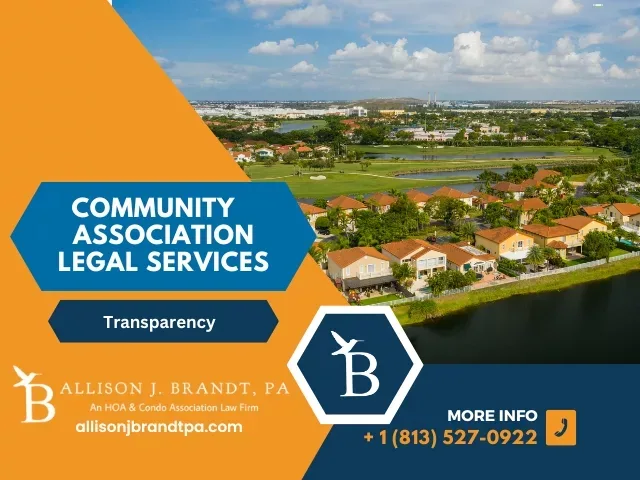 COMMUNITY
ASSOCIATION
LEGAL SERVICES
Transparency
B
ALLISON J. BRANDT, PA
An HOA & Condo Association Law Firm
allisonjbrandtpa.com
B
MORE INFO
+ 1 (813) 527-0922